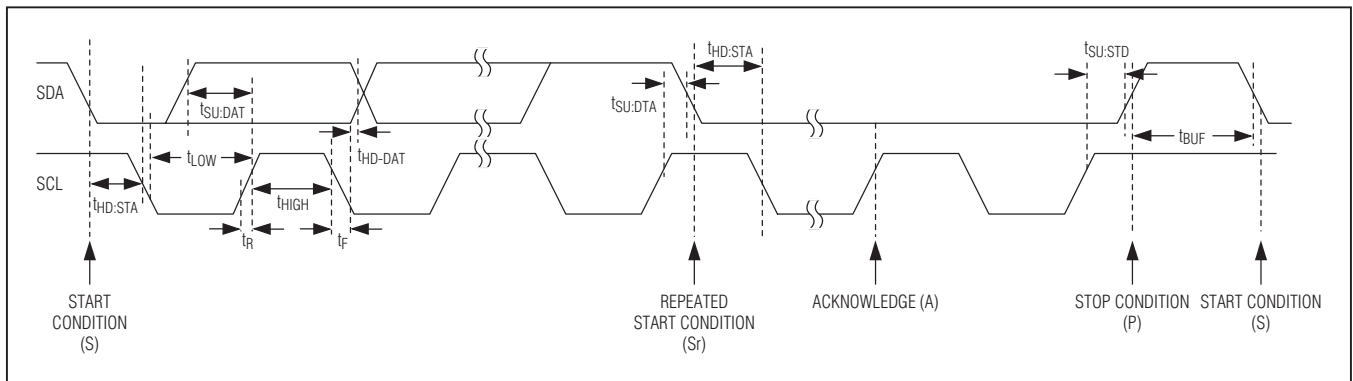 tHD:STA
tSU:STD
SDA
tSU:DAT
tSU:DTA
tHD-DAT
tBUF
tLOW
SCL
tHD:STA
tHIGH
tR
tF
START
CONDITION
(S)
REPEATED
START CONDITION
(Sr)
ACKNOWLEDGE (A)
STOP CONDITION
(P)
START CONDITION
(S)